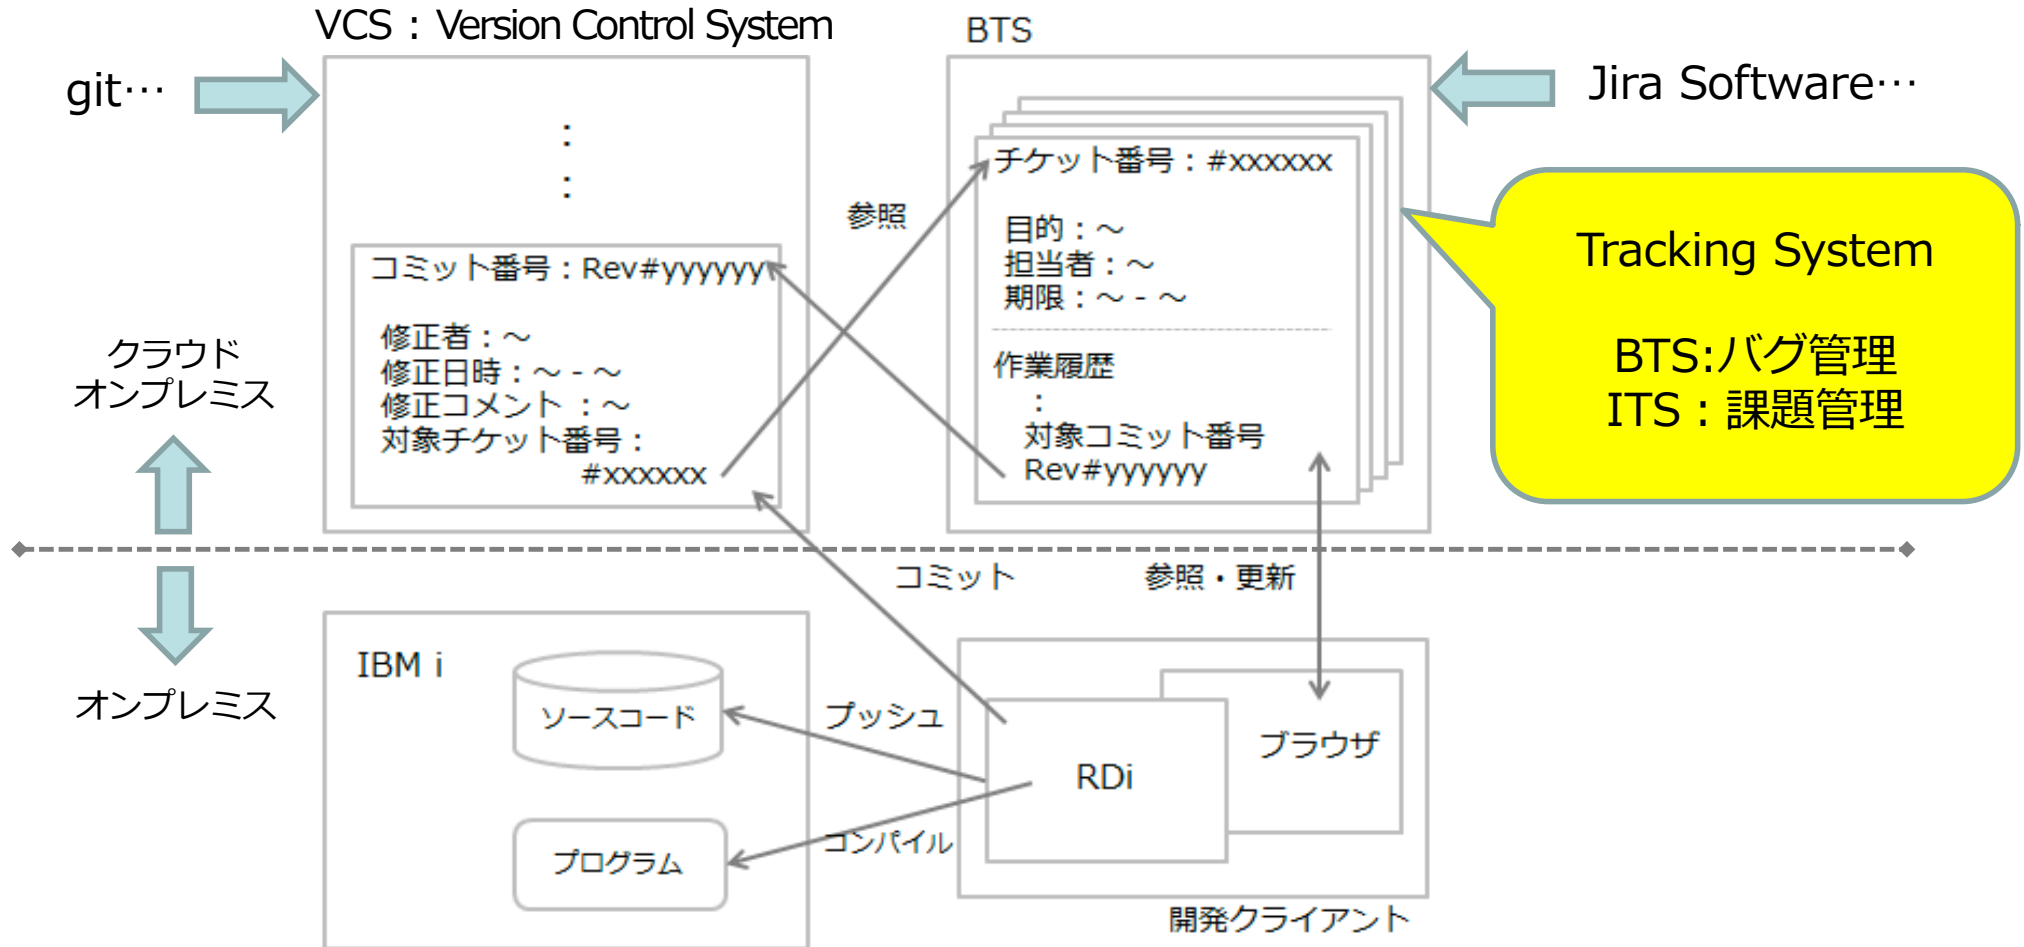 VCS：Version Control System
git…
：
：
コミット番号：Rev#yyyyyy
修正者：～
修正日時：～ - ～
修正コメント ：～
対象チケット番号：
#xxxxxx
参照
BTS
Jira Software…
チケット番号：#xxxxxx
目的：～
担当者：～
期限：～ - ～
作業履歴
：
対象コミット番号
Rev#yyyyyy
Tracking System
BTS:バグ管理
ITS：課題管理
クラウド
オンプレミス
オンプレミス
コミット
参照・更新
IBM i
ソースコード
プログラム
プッシュ
コンパイル
RDi
ブラウザ
開発クライアント